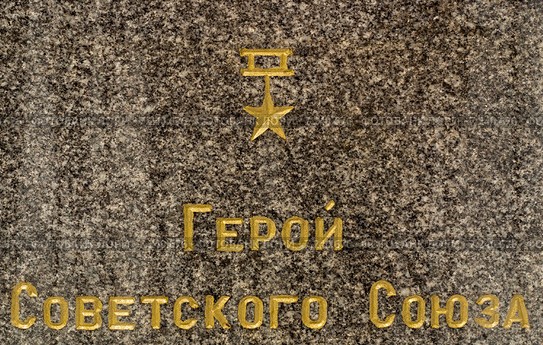 Герой
Советского Союза